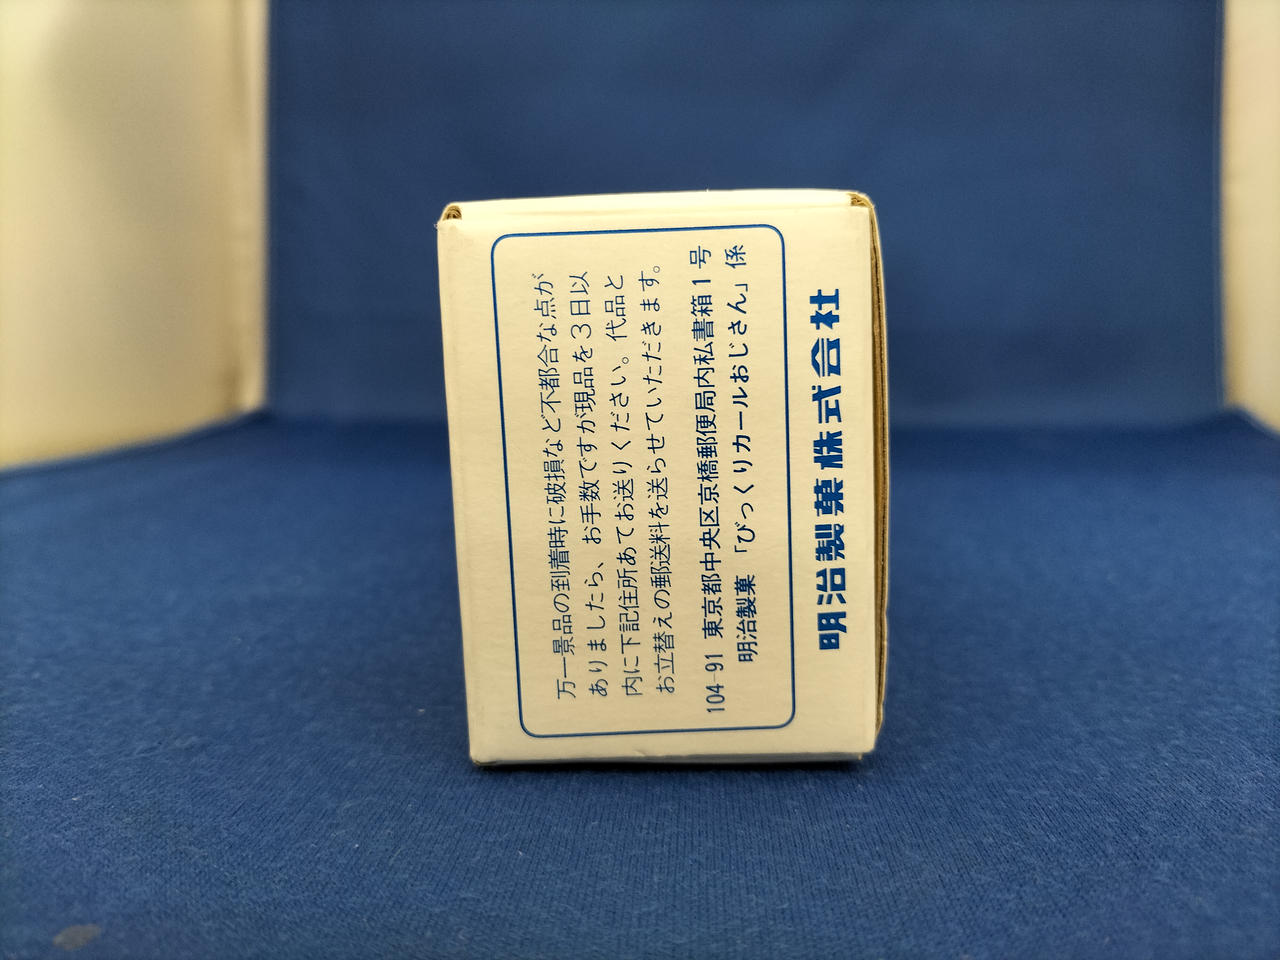 万一景品の到着時に破損など不都合な点が
ありましたら、お手数ですが現品を3日以
内に下記住所あてお送りください。代品と
お立替えの郵送料を送らせていただきます。
104-91 東京都中央区京橋郵便局内私書箱1号
明治製菓 「びっくりカールおじさん」係
明治製菓株式会社